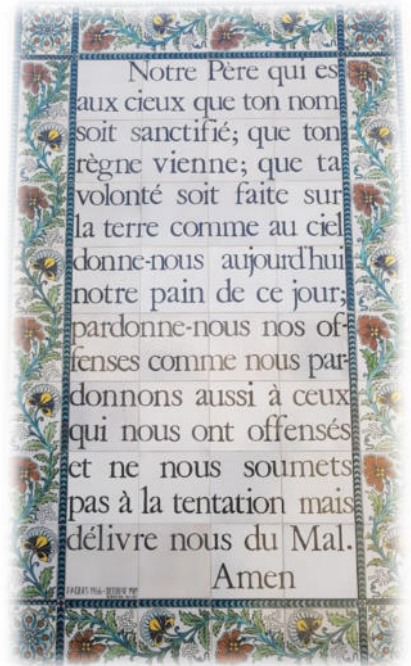 Notre Père qui es
aux cieux que ton nom
soit sanctifié; que ton
règne vienne; que ta
volonté soit faite sur
la terre comme au ciel
donne-nous aujourd'hui
notre pain de ce jour;
pardonne-nous nos of-
fenses comme nous par-
donnons aussi à ceux
qui nous ont offensés
et ne nous soumets
pas à la tentation mais
délivre nous du Mal.
Amen